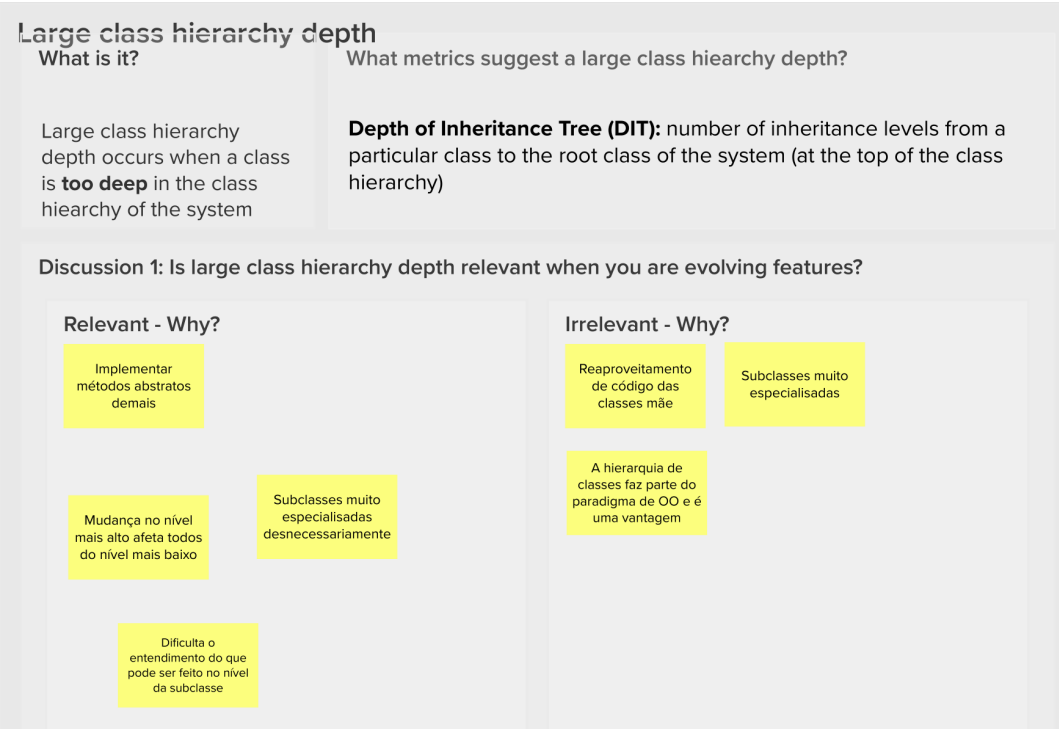 Large class hierarchy depth
What is it?
Large class hierarchy
depth occurs when a class
is too deep in the class
hiearchy of the system
What metrics suggest a large class hiearchy depth?
Depth of Inheritance Tree (DIT): number of inheritance levels from a
particular class to the root class of the system (at the top of the class
hierarchy)
Discussion 1: Is large class hierarchy depth relevant when you are evolving features?
Relevant - Why?
Implementar
métodos abstratos
demais
Mudança no nível
mais alto afeta todos
do nível mais baixo
Subclasses muito
especialisadas
desnecessariamente
Dificulta o
entendimento do que
pode ser feito no nível
da subclasse
Irrelevant - Why?
Reaproveitamento
de código das
classes mãe
Subclasses muito
especialisadas
A hierarquia de
classes faz parte do
paradigma de OO e é
uma vantagem